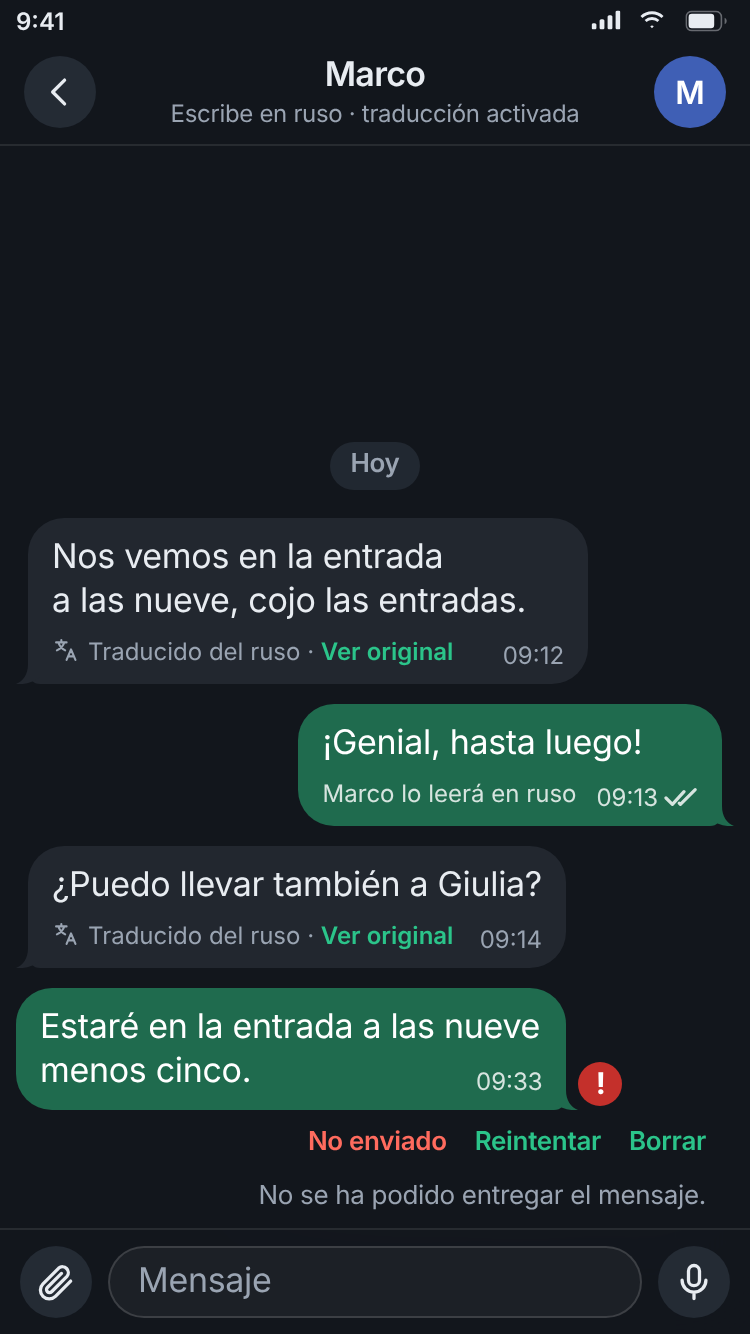 9:41
Marco
Escribe en ruso · traducción activada
M
Hoy
Nos vemos en la entrada
a las nueve, cojo las entradas.
Traducido del ruso · Ver original 09:12
¡Genial, hasta luego!
Marco lo leerá en ruso 09:13
¿Puedo llevar también a Giulia?
Traducido del ruso · Ver original 09:14
Estaré en la entrada a las nueve
menos cinco. 09:33
!
No enviado Reintentar Borrar
No se ha podido entregar el mensaje.
Mensaje